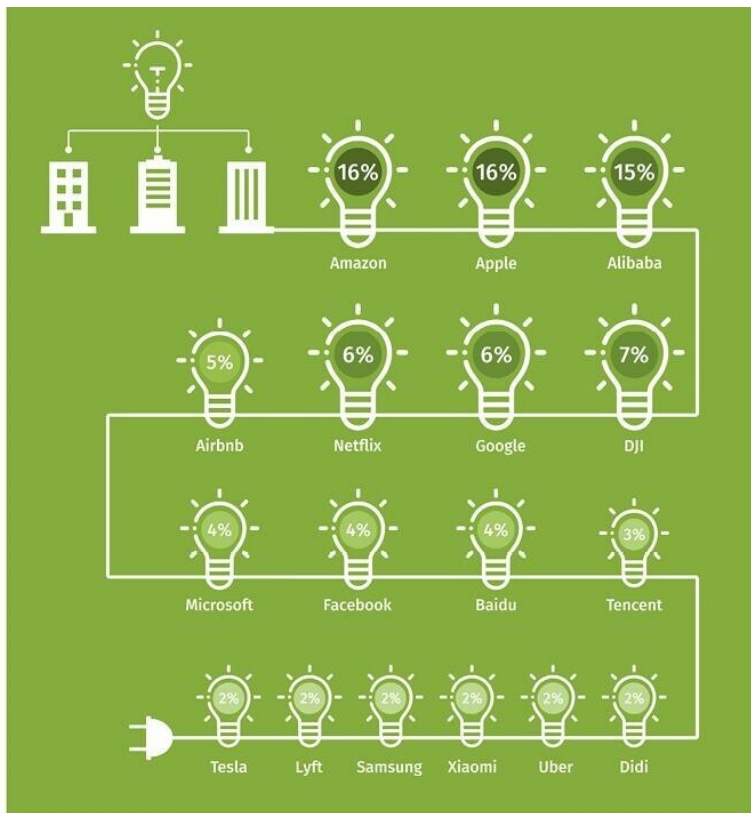 16% 16% 15%
Amazon Apple Alibaba
5% 6% 6% 7%
Airbnb Netflix Google DJI
4% 4% 4% 3%
Microsoft Facebook Baidu Tencent
2% 2% 2% 2% 2% 2%
Tesla Lyft Samsung Xiaomi Uber Didi